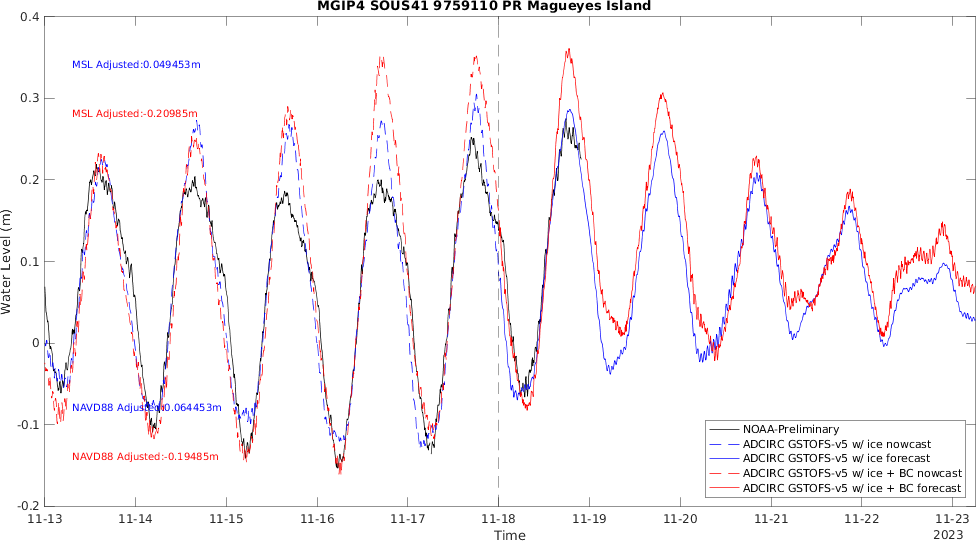 MGIP4 SOUS41 9759110 PR Magueyes Island
0.4
0.3
0.2
0.1
0
-0.1
-0.2
Water Level (m)
MSL Adjusted:0.049453m
MSL Adjusted:-0.20985m
NAVD88 Adjusted:0.064453m
NAVD88 Adjusted:-0.19485m
NOAA-Preliminary
ADCIRC GSTOFS-v5 w/ ice nowcast
ADCIRC GSTOFS-v5 w/ ice forecast
ADCIRC GSTOFS-v5 w/ ice + BC nowcast
ADCIRC GSTOFS-v5 w/ ice + BC forecast
11-13 11-14 11-15 11-16 11-17 11-18 11-19 11-20 11-21 11-22 11-23
Time
2023